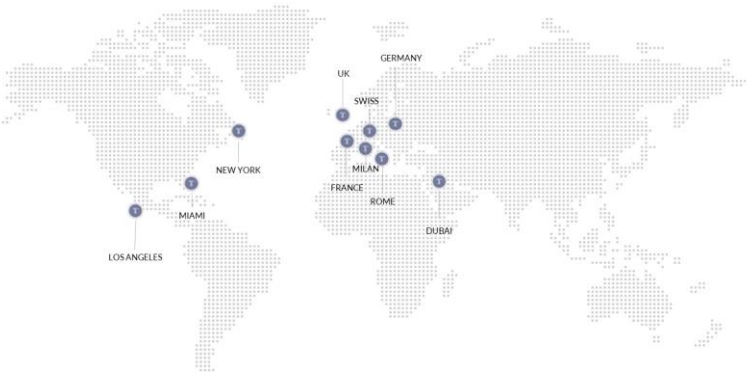 GERMANY
UK
SWISS
NEW YORK
MILAN
FRANCE
ROME
MIAMI
DUBAI
LOS ANGELES
T
T
T
T
T
T
T
T
T
T